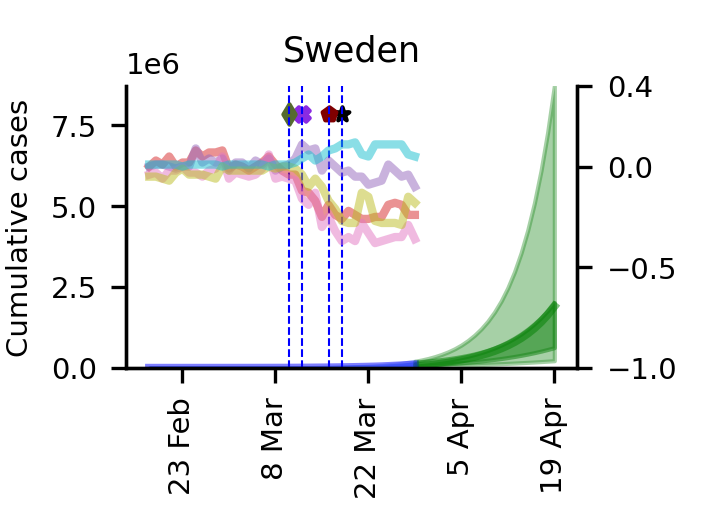 Sweden
1e6
Cumulative cases
7.5
5.0
2.5
0.0
0.4
0.0
−0.5
−1.0
23 Feb
8 Mar
22 Mar
5 Apr
19 Apr